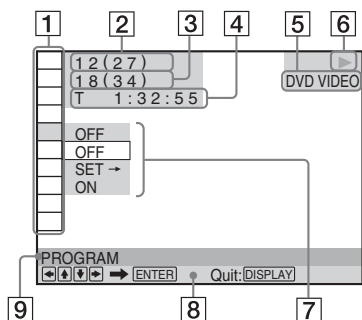 1 2 3 4 5 6
12(27)
18(34)
T 1:32:55
DVD VIDEO
OFF
OFF
SET →
ON
PROGRAM
ENTER Quit: DISPLAY
9 8 7